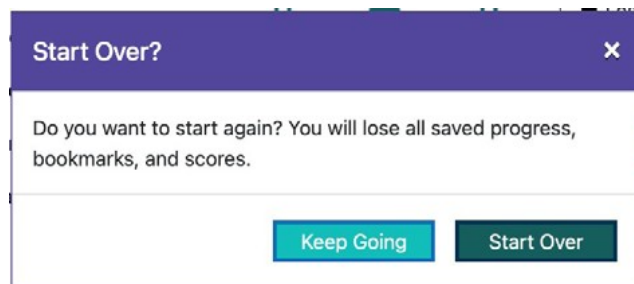 Start Over?
Do you want to start again? You will lose all saved progress,
bookmarks, and scores.
Keep Going
Start Over